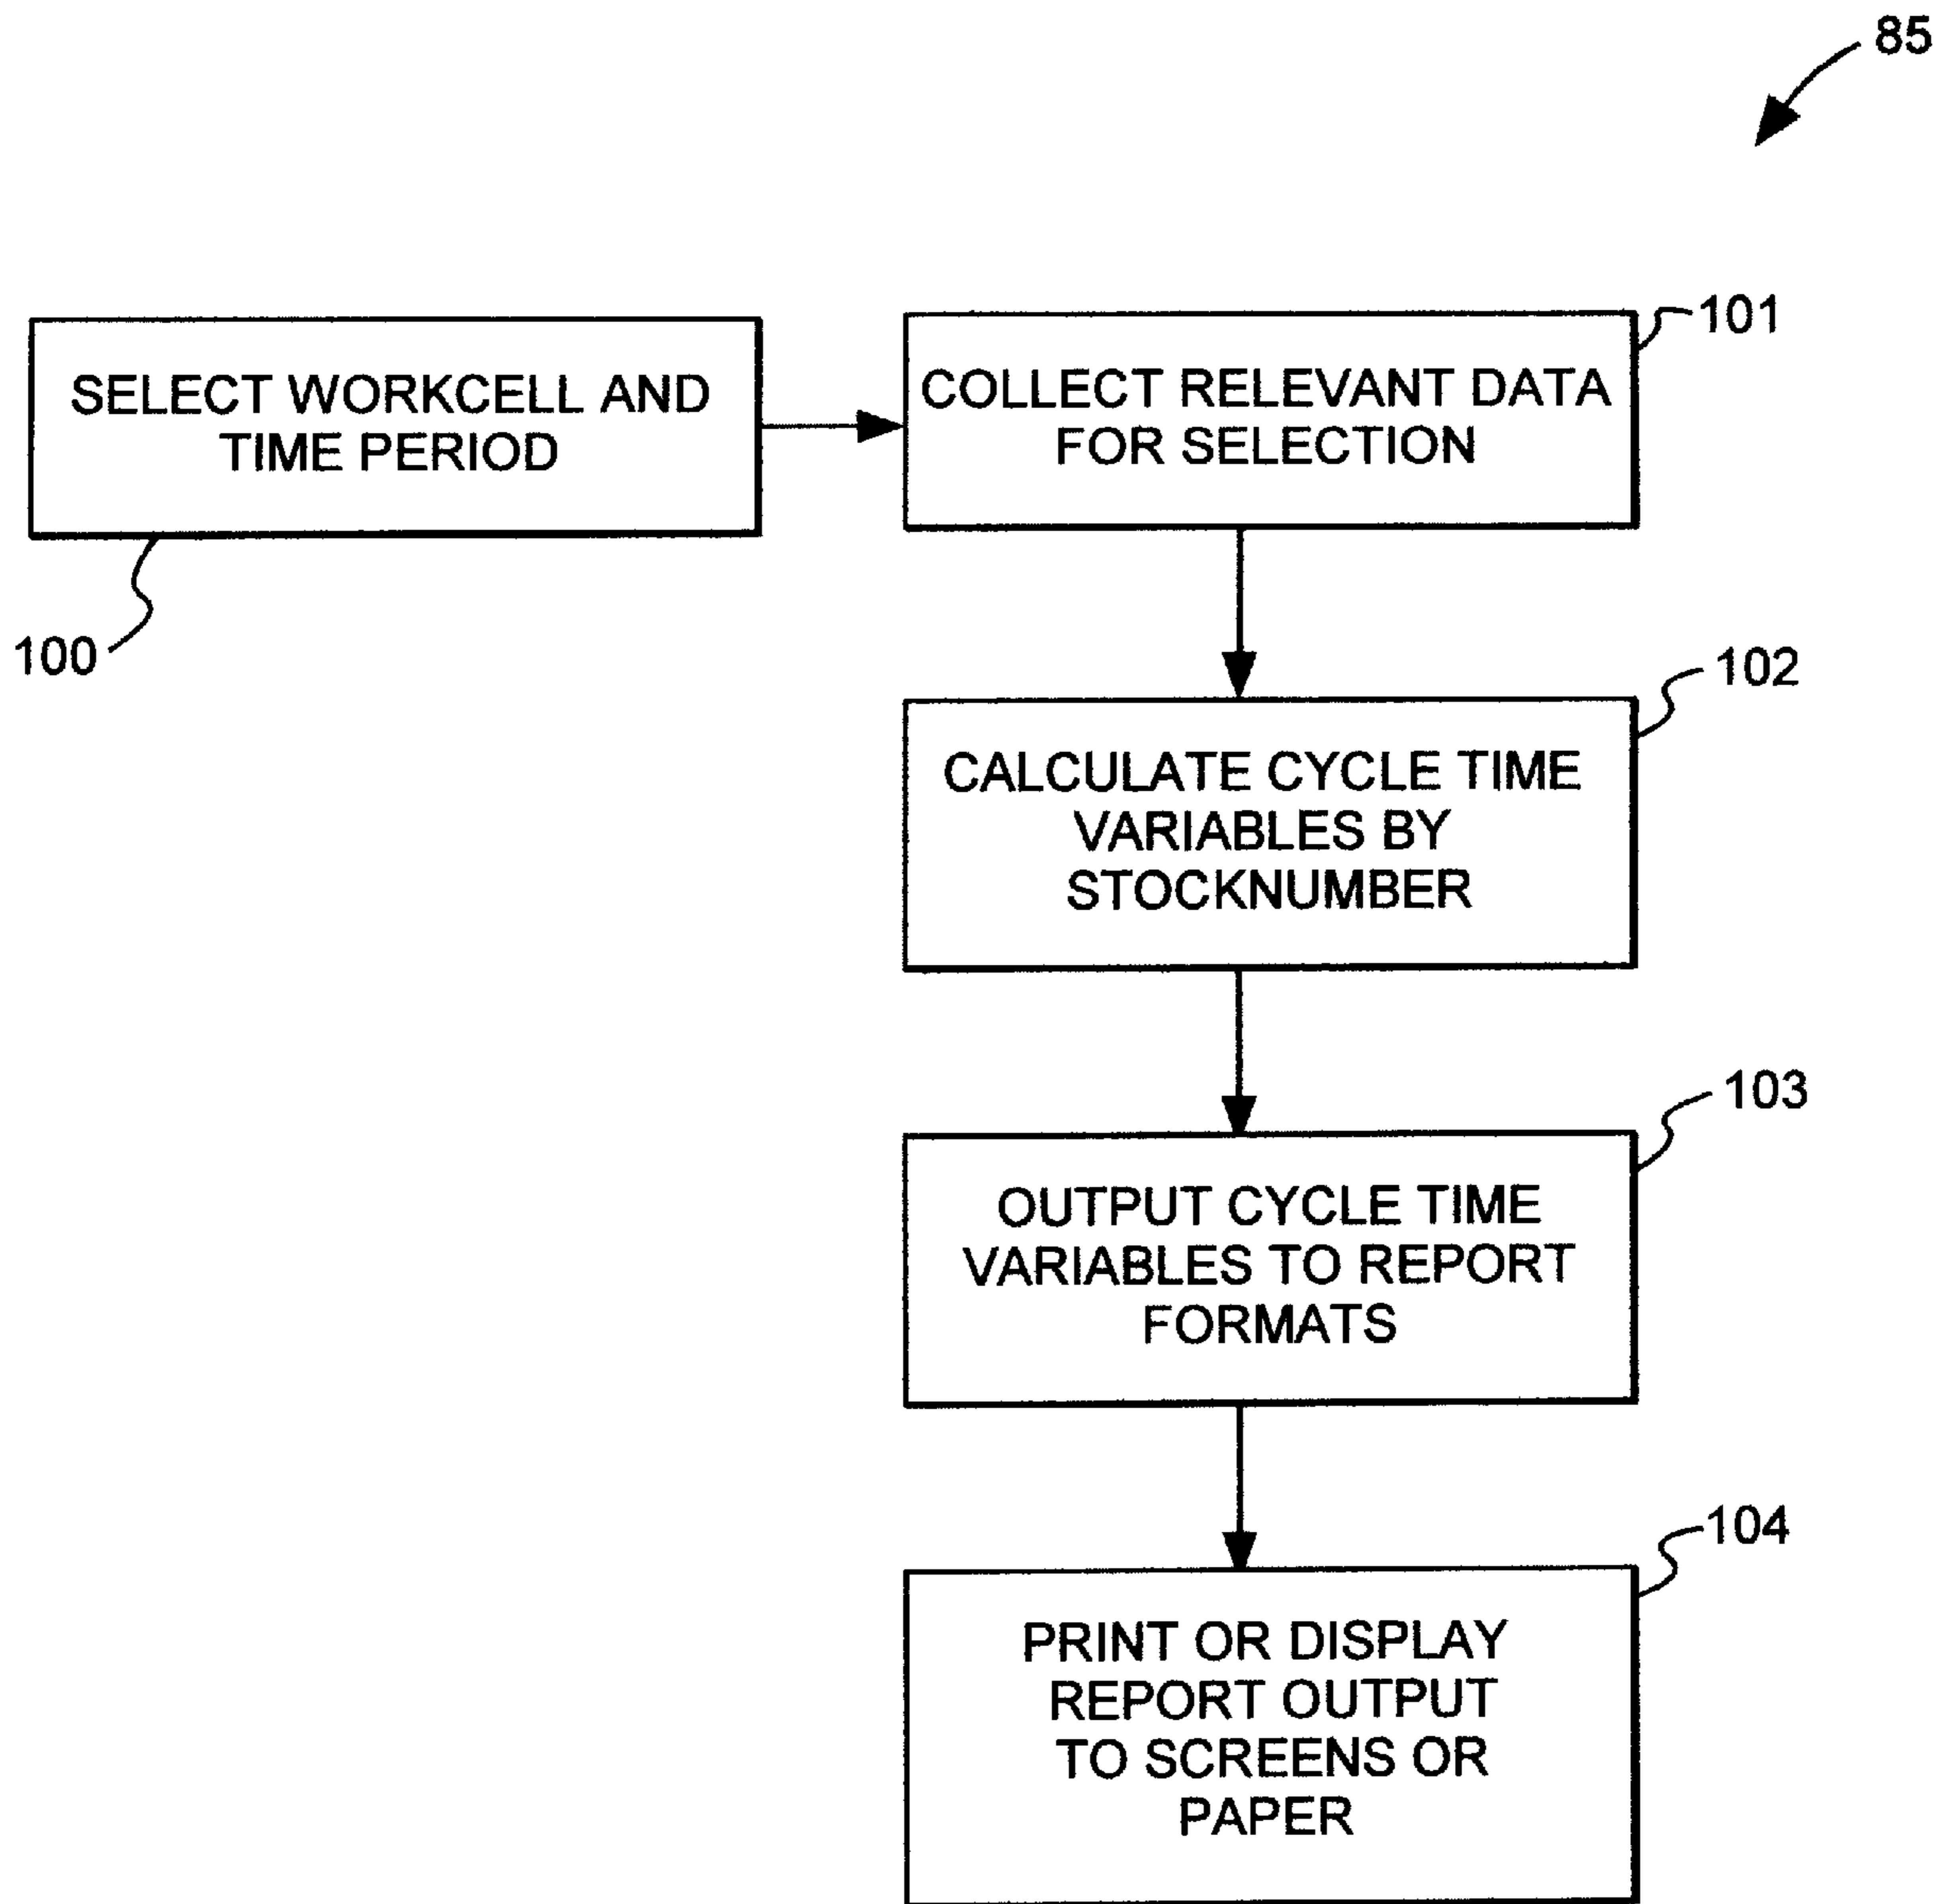 85
SELECT WORKCELL AND
TIME PERIOD
100
101
COLLECT RELEVANT DATA
FOR SELECTION
102
CALCULATE CYCLE TIME
VARIABLES BY
STOCKNUMBER
103
OUTPUT CYCLE TIME
VARIABLES TO REPORT
FORMATS
104
PRINT OR DISPLAY
REPORT OUTPUT
TO SCREENS OR
PAPER